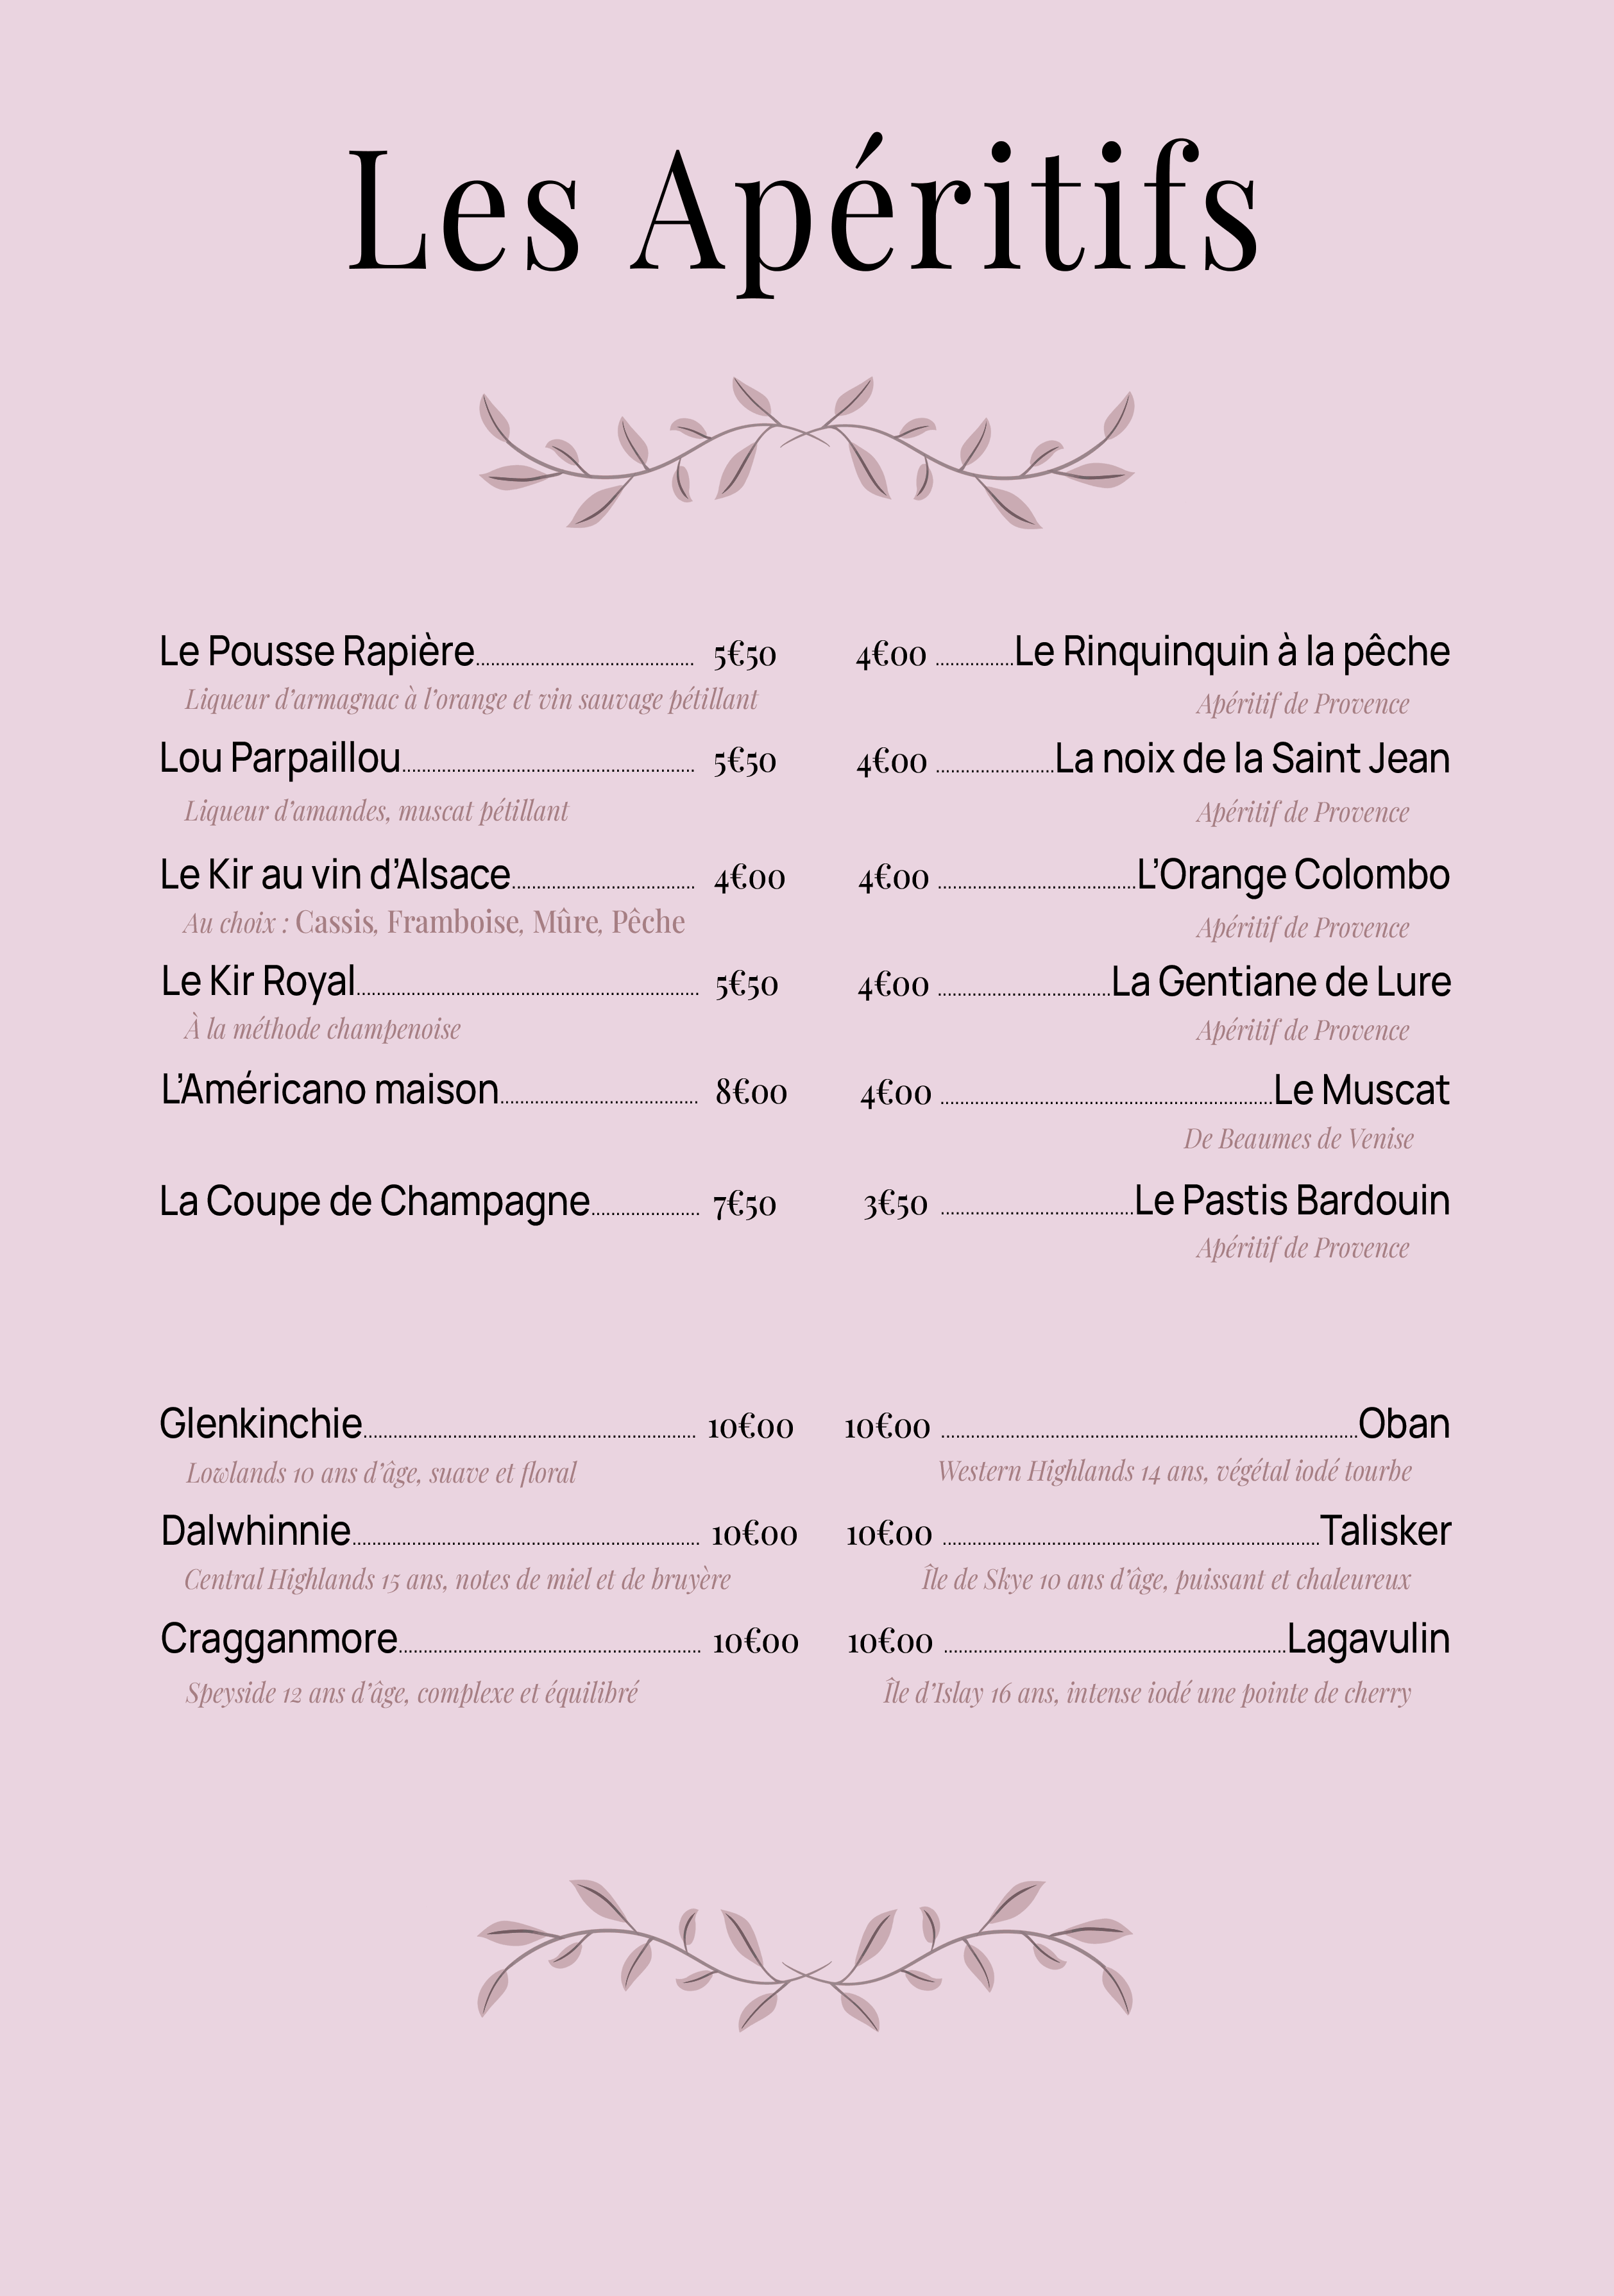 Les Apéritifs
Le Pousse Rapière 5€50
Liqueur d'armagnac à l'orange et vin sauvage pétillant
Lou Parpaillou 5€50
Liqueur d'amandes, muscat pétillant
Le Kir au vin d'Alsace 4€00
Au choix : Cassis, Framboise, Mûre, Pêche
Le Kir Royal 5€50
À la méthode champenoise
L'Américano maison 8€00
La Coupe de Champagne 7€50
4€00 Le Rinquinquin à la pêche
Apéritif de Provence
4€00 La noix de la Saint Jean
Apéritif de Provence
4€00 L'Orange Colombo
Apéritif de Provence
4€00 La Gentiane de Lure
Apéritif de Provence
4€00 Le Muscat
De Beaumes de Venise
3€50 Le Pastis Bardouin
Apéritif de Provence
Glenkinchie 10€00
Lowlands 10 ans d'âge, suave et floral
Dalwhinnie 10€00
Central Highlands 15 ans, notes de miel et de bruyère
Cragganmore 10€00
Speyside 12 ans d'âge, complexe et équilibré
10€00 Oban
Western Highlands 14 ans, végétal iodé tourbe
10€00 Talisker
Île de Skye 10 ans d'âge, puissant et chaleureux
10€00 Lagavulin
Île d'Islay 16 ans, intense iodé une pointe de cherry